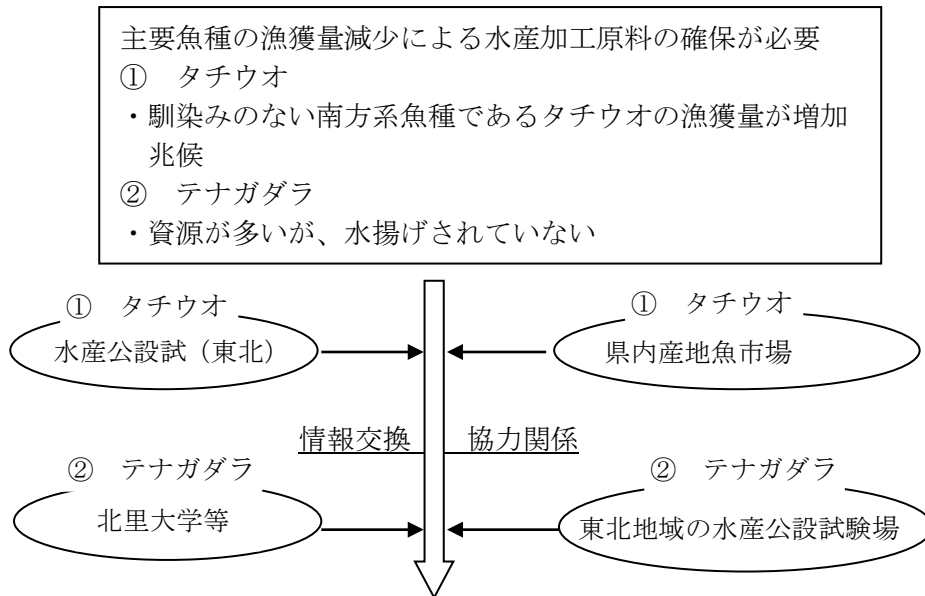 主要魚種の漁獲量減少による水産加工原料の確保が必要
① タチウオ
・馴染みのない南方系魚種であるタチウオの漁獲量が増加
兆候
② テナガダラ
・資源が多いが、水揚げされていない
① タチウオ
水産公設試（東北）
① タチウオ
県内産地魚市場
情報交換
協力関係
② テナガダラ
北里大学等
② テナガダラ
東北地域の水産公設試験場